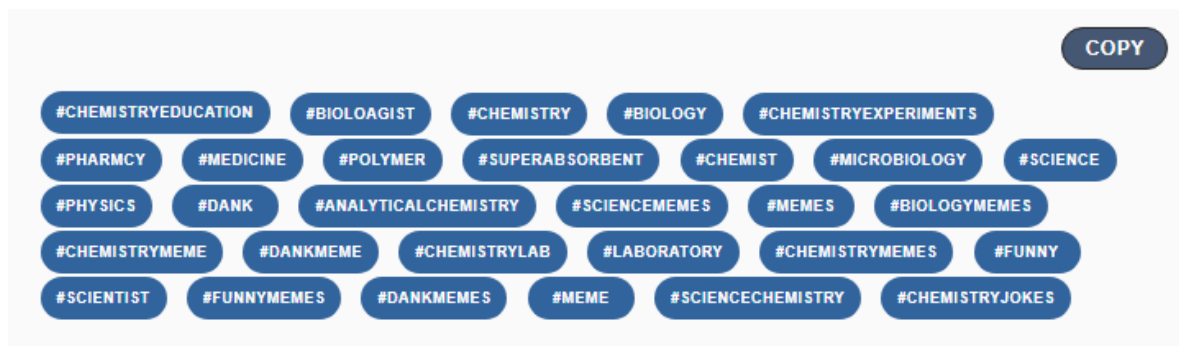 COPY
#CHEMISTRYEDUCATION #BIOLOAGIST #CHEMISTRY #BIOLOGY #CHEMISTRYEXPERIMENTS
#PHARMCY #MEDICINE #POLYMER #SUPERABSORBENT #CHEMIST #MICROBIOLOGY #SCIENCE
#PHYSICS #DANK #ANALYTICALCHEMISTRY #SCIENCEMEMES #MEMES #BIOLOGYMEMES
#CHEMISTRYMEME #DANKMEME #CHEMISTRYLAB #LABORATORY #CHEMISTRYMEMES #FUNNY
#SCIENTIST #FUNNYMEMES #DANKMEMES #MEME #SCIENCECHEMISTRY #CHEMISTRYJOKES